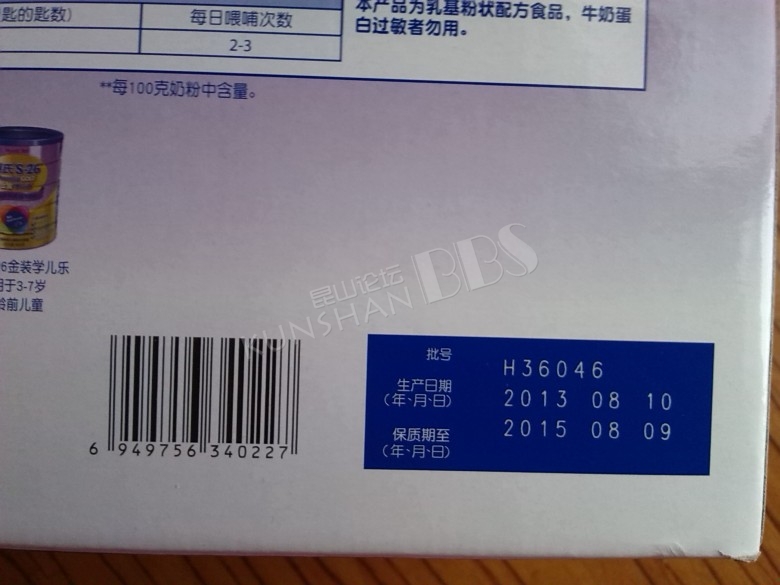 匙的匙数)
每日喂哺次数
2-3
本产品为乳基粉状配方食品，牛奶蛋
白过敏者勿用。
**每100克奶粉中含量。
S-26
6金装学儿乐
用于3-7岁
龄前儿童
昆山论坛
KUNSHAN BBS
批号
H36046
生产日期
(年、月、日)
2013 08 10
保质期至
(年、月、日)
2015 08 09
6 949756 340227